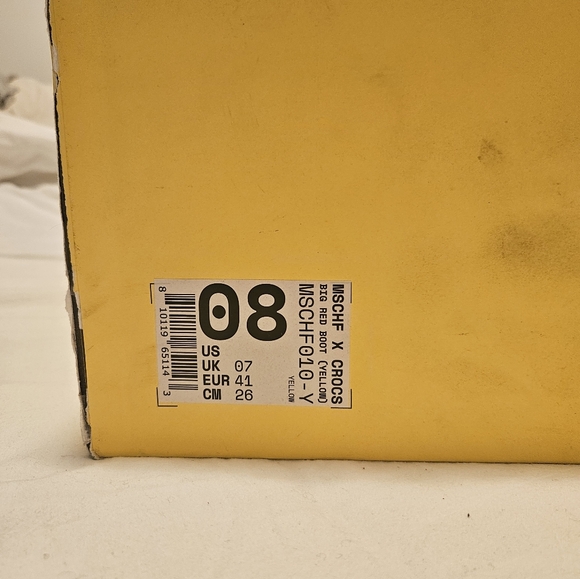 08
US
UK 07
EUR 41
CM 26
8 10119 65114 3
MSCHF X CROCS
BIG RED BOOT (YELLOW)
MSCHF010-Y
YELLOW